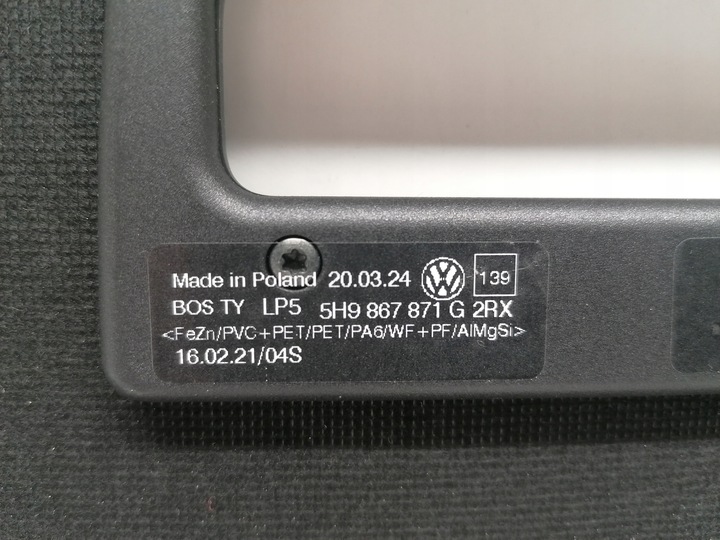 Made in Poland 20.03.24 VW 139
BOS TY LP5 5H9 867 871 G 2RX
<FeZn/PVC+PET/PET/PA6/WF+PF/AlMgSi>
16.02.21/04S